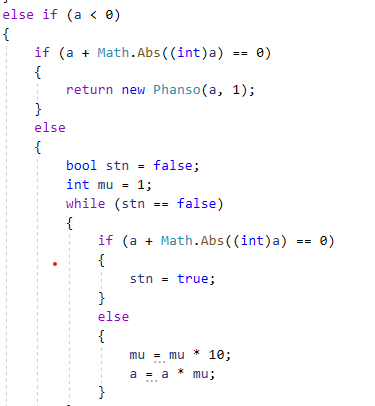 else if (a < 0)
{
if (a + Math.Abs((int)a) == 0)
{
return new Phanso(a, 1);
}
else
{
bool stn = false;
int mu = 1;
while (stn == false)
{
if (a + Math.Abs((int)a) == 0)
{
stn = true;
}
else
{
mu = mu * 10;
a = a * mu;
}